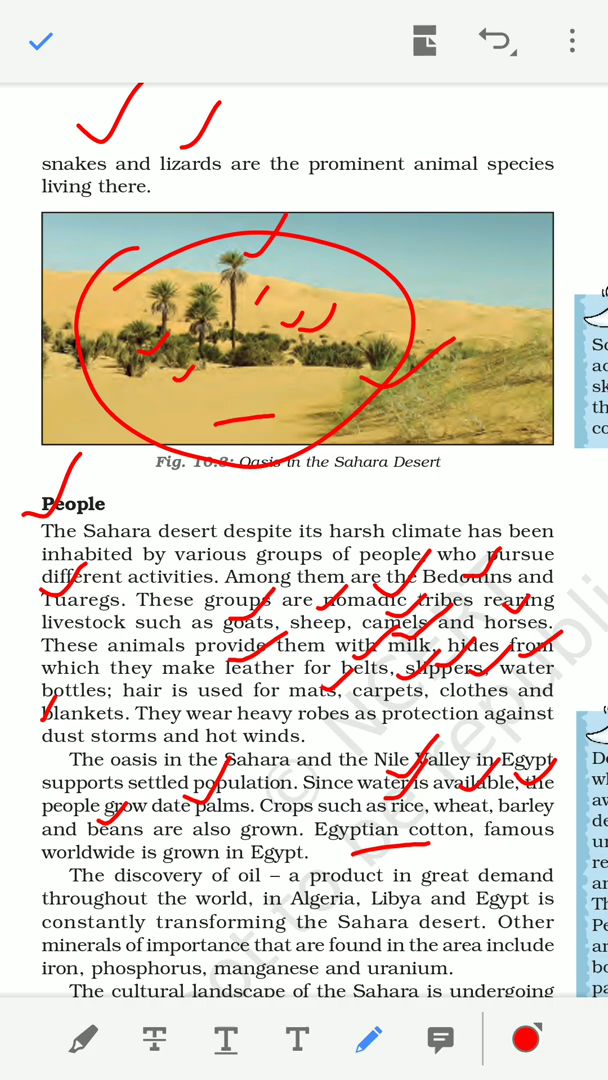 snakes and lizards are the prominent animal species
living there.
Fig. 10.3: Oasis in the Sahara Desert
People
The Sahara desert despite its harsh climate has been
inhabited by various groups of people, who pursue
different activities. Among them are the Bedouins and
Tuaregs. These groups are nomadic tribes rearing
livestock such as goats, sheep, camels and horses.
These animals provide them with milk, hides from
which they make leather for belts, slippers, water
bottles; hair is used for mats, carpets, clothes and
blankets. They wear heavy robes as protection against
dust storms and hot winds.
The oasis in the Sahara and the Nile Valley in Egypt
supports settled population. Since water is available, the
people grow date palms. Crops such as rice, wheat, barley
and beans are also grown. Egyptian cotton, famous
worldwide is grown in Egypt.
The discovery of oil – a product in great demand
throughout the world, in Algeria, Libya and Egypt is
constantly transforming the Sahara desert. Other
minerals of importance that are found in the area include
iron, phosphorus, manganese and uranium.
The cultural landscape of the Sahara is undergoing
© NCERT
not to be republi